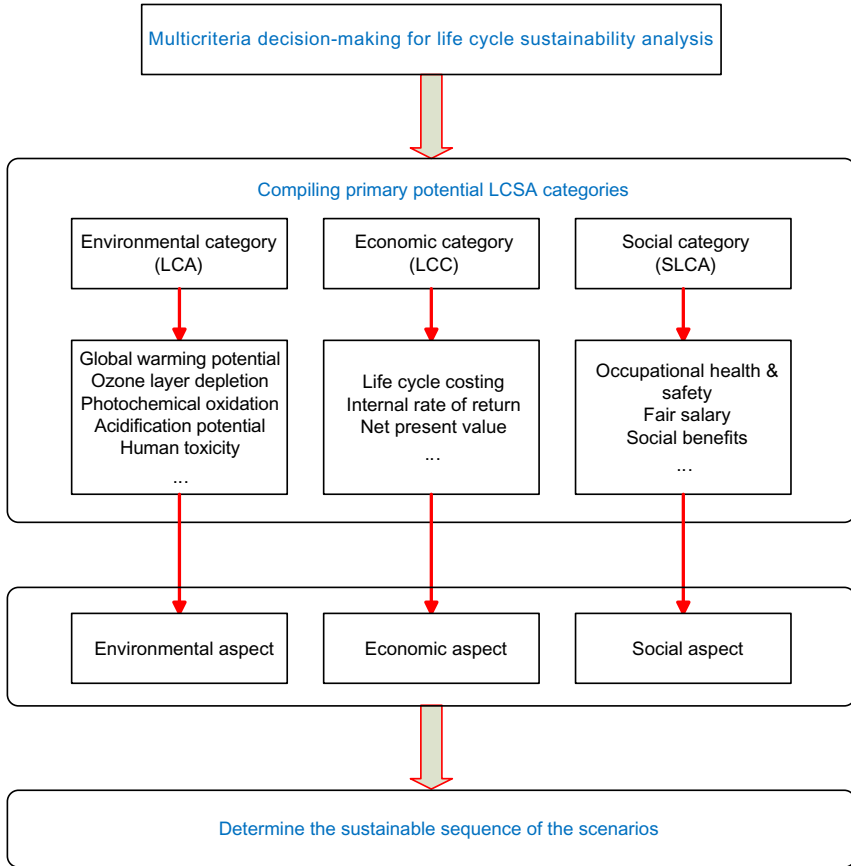 Multicriteria decision-making for life cycle sustainability analysis
Compiling primary potential LCSA categories
Environmental category
(LCA)
Economic category
(LCC)
Social category
(SLCA)
Global warming potential
Ozone layer depletion
Photochemical oxidation
Acidification potential
Human toxicity
...
Life cycle costing
Internal rate of return
Net present value
...
Occupational health &
safety
Fair salary
Social benefits
...
Environmental aspect
Economic aspect
Social aspect
Determine the sustainable sequence of the scenarios